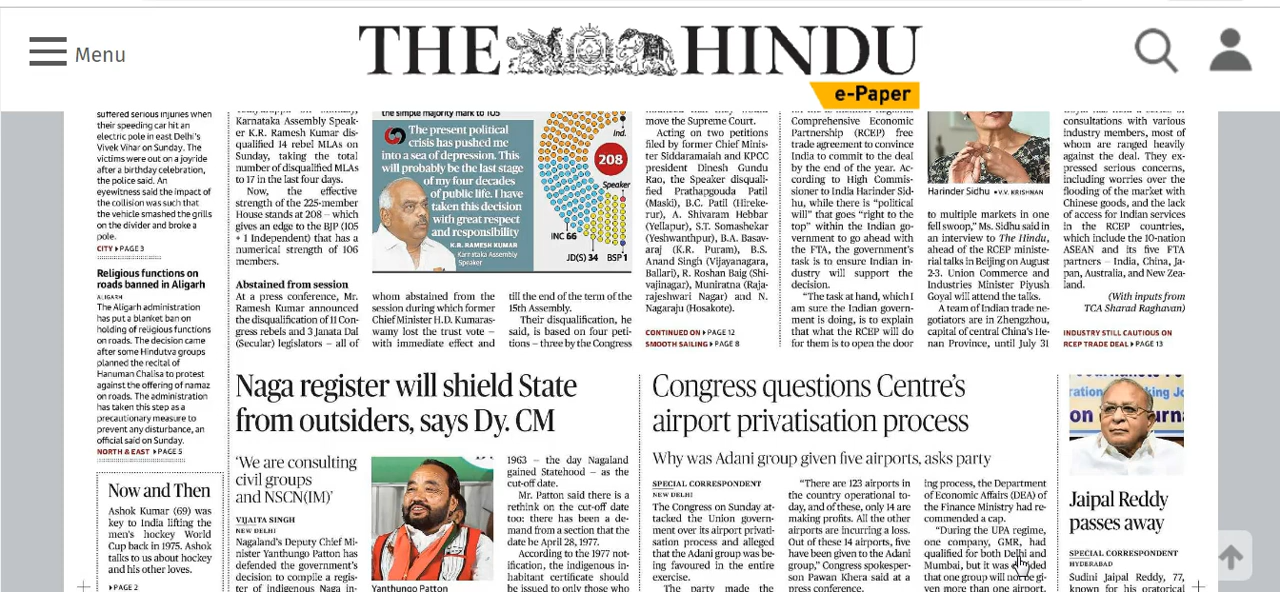 Menu
THE HINDU
e-Paper
suffered serious injuries when
their speeding car hit an
electric pole in east Delhi's
Vivek Vihar on Sunday. The
victims were out on a joyride
after a birthday celebration,
the police said. An
eyewitness said the impact of
the collision was such that
the vehicle smashed the grills
on the divider and broke a
pole.
CITY ▶ PAGE 3
Religious functions on
roads banned in Aligarh
ALIGARH
The Aligarh administration
has put a blanket ban on
holding of religious functions
on roads. The decision came
after some Hindutva groups
planned the recital of
Hanuman Chalisa to protest
against the offering of namaz
on roads. The administration
has taken this step as a
precautionary measure to
prevent any disturbance, an
official said on Sunday.
NORTH & EAST ▶ PAGE 5
Now and Then
Ashok Kumar (69) was
key to India lifting the
men's hockey World
Cup back in 1975. Ashok
talks to us about hockey
and his other loves.
▶ PAGE 2
Karnataka Assembly Speak-
er K.R. Ramesh Kumar dis-
qualified 14 rebel MLAs on
Sunday, taking the total
number of disqualified MLAs
to 17 in the last four days.
Now, the effective
strength of the 225-member
House stands at 208 – which
gives an edge to the BJP (105
+ 1 Independent) that has a
numerical strength of 106
members.
Abstained from session
At a press conference, Mr.
Ramesh Kumar announced
the disqualification of 11 Con-
gress rebels and 3 Janata Dal
(Secular) legislators – all of
the simple majority mark to 105
The present political
crisis has pushed me
into a sea of depression. This
will probably be the last stage
of my four decades
of public life. I have
taken this decision
with great respect
and responsibility
K.R. RAMESH KUMAR
Karnataka Assembly
Speaker
Ind.
208
Speaker
INC 66
JD(S) 34 BSP 1
whom abstained from the
session during which former
Chief Minister H.D. Kumaras-
wamy lost the trust vote –
with immediate effect and
till the end of the term of the
15th Assembly.
Their disqualification, he
said, is based on four peti-
tions – three by the Congress
move the Supreme Court.
Acting on two petitions
filed by former Chief Minis-
ter Siddaramaiah and KPCC
president Dinesh Gundu
Rao, the Speaker disquali-
fied Prathapgouda Patil
(Maski), B.C. Patil (Hireke-
rur), A. Shivaram Hebbar
(Yellapur), S.T. Somashekar
(Yeshwanthpur), B.A. Basav-
araj (K.R. Puram), B.S.
Anand Singh (Vijayanagara,
Ballari), R. Roshan Baig (Shi-
vajinagar), Muniratna (Raja-
rajeshwari Nagar) and N.
Nagaraju (Hosakote).
CONTINUED ON ▶ PAGE 12
SMOOTH SAILING ▶ PAGE 8
Comprehensive Economic
Partnership (RCEP) free
trade agreement to convince
India to commit to the deal
by the end of the year. Ac-
cording to High Commis-
sioner to India Harinder Sid-
hu, while there is "political
will" that goes "right to the
top" within the Indian go-
vernment to go ahead with
the FTA, the government's
task is to ensure Indian in-
dustry will support the
decision.
"The task at hand, which I
am sure the Indian govern-
ment is doing, is to explain
that what the RCEP will do
for them is to open the door
Harinder Sidhu ▪ V.V. KRISHNAN
to multiple markets in one
fell swoop," Ms. Sidhu said in
an interview to The Hindu,
ahead of the RCEP ministe-
rial talks in Beijing on August
2-3. Union Commerce and
Industries Minister Piyush
Goyal will attend the talks.
A team of Indian trade ne-
gotiators are in Zhengzhou,
capital of central China's He-
nan Province, until July 31
consultations with various
industry members, most of
whom are ranged heavily
against the deal. They ex-
pressed serious concerns,
including worries over the
flooding of the market with
Chinese goods, and the lack
of access for Indian services
in the RCEP countries,
which include the 10-nation
ASEAN and its five FTA
partners – India, China, Ja-
pan, Australia, and New Zea-
land.
(With inputs from
TCA Sharad Raghavan)
INDUSTRY STILL CAUTIOUS ON
RCEP TRADE DEAL ▶ PAGE 13
Naga register will shield State
from outsiders, says Dy. CM
'We are consulting
civil groups
and NSCN(IM)'
VIJAITA SINGH
NEW DELHI
Nagaland's Deputy Chief Mi-
nister Yanthungo Patton has
defended the government's
decision to compile a regis-
ter of indigenous Naga in-
Yanthungo Patton
1963 – the day Nagaland
gained Statehood – as the
cut-off date.
Mr. Patton said there is a
rethink on the cut-off date
too: there has been a de-
mand from a section that the
date be April 28, 1977.
According to the 1977 not-
ification, the indigenous in-
habitant certificate should
be issued to only those who
Congress questions Centre's
airport privatisation process
Why was Adani group given five airports, asks party
SPECIAL CORRESPONDENT
NEW DELHI
The Congress on Sunday at-
tacked the Union govern-
ment over its airport privati-
sation process and alleged
that the Adani group was be-
ing favoured in the entire
exercise.
The party made the
"There are 123 airports in
the country operational to-
day, and of these, only 14 are
making profits. All the other
airports are incurring a loss.
Out of these 14 airports, five
have been given to the Adani
group," Congress spokesper-
son Pawan Khera said at a
press conference.
ing process, the Department
of Economic Affairs (DEA) of
the Finance Ministry had re-
commended a cap.
"During the UPA regime,
one company, GMR, had
qualified for both Delhi and
Mumbai, but it was
that one group will not be gi-
ven more than one airport.
Jaipal Reddy
passes away
SPECIAL CORRESPONDENT
HYDERABAD
Sudini Jaipal Reddy, 77,
known for his oratorical